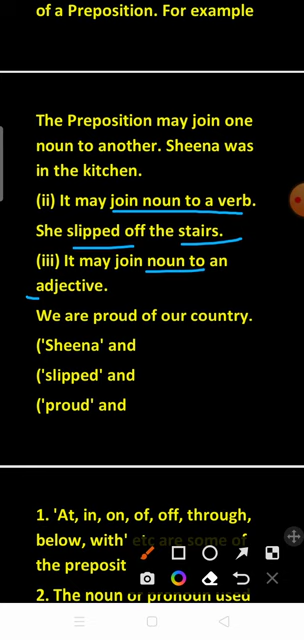 of a Preposition. For example
The Preposition may join one
noun to another. Sheena was
in the kitchen.
(ii) It may join noun to a verb.
She slipped off the stairs.
(iii) It may join noun to an
adjective.
We are proud of our country.
('Sheena' and
('slipped' and
('proud' and
1. 'At, in, on, of, off, through,
below, with' etc are some of
the preposit
2. The noun or pronoun used